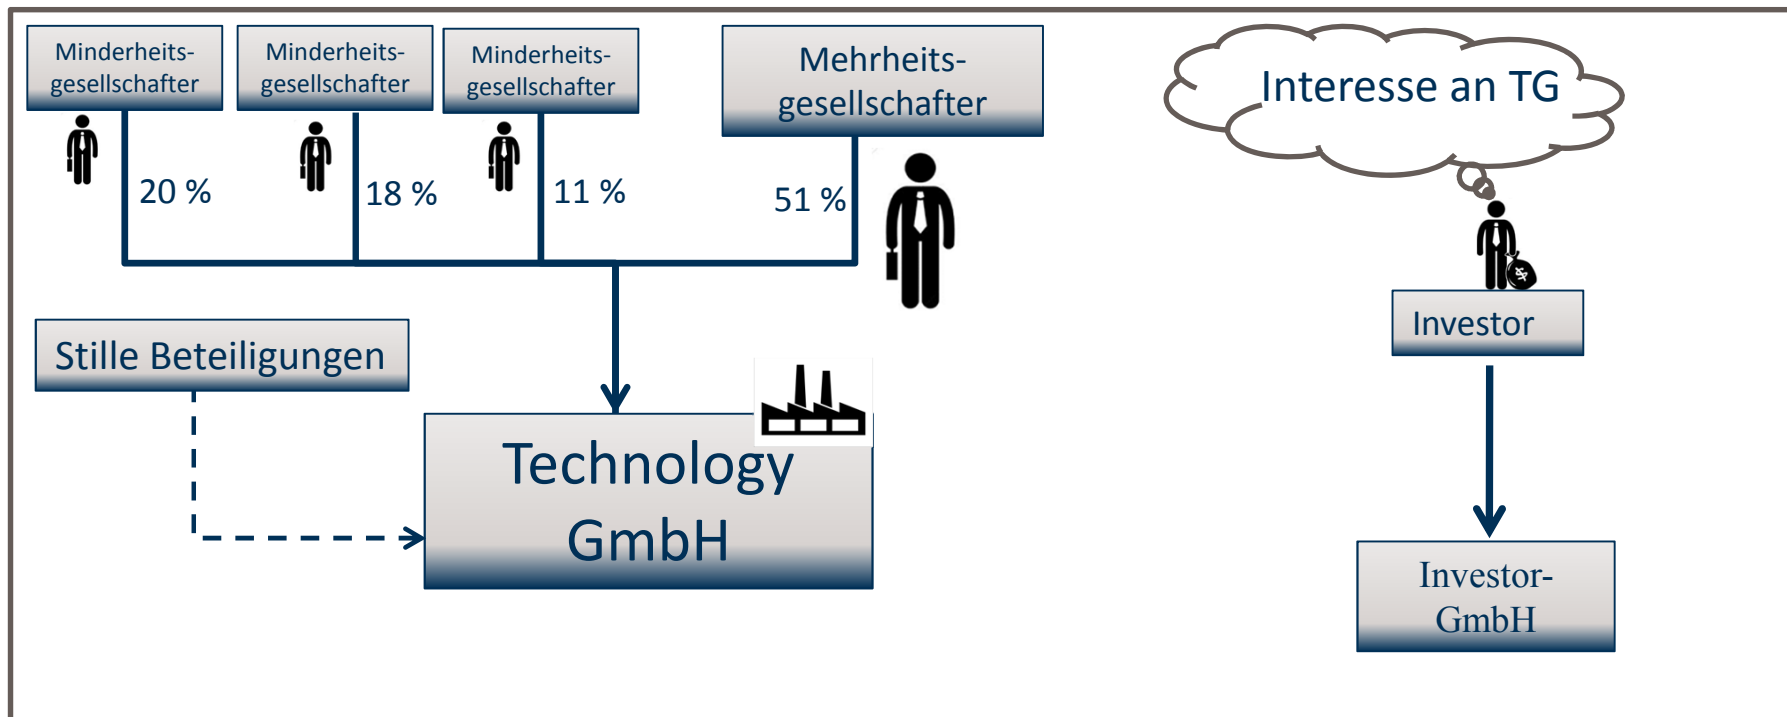 Minderheits-
gesellschafter
Minderheits-
gesellschafter
Minderheits-
gesellschafter
Mehrheits-
gesellschafter
Interesse an TG
20 %
18 %
11 %
51 %
$
Investor
Stille Beteiligungen
Technology
GmbH
Investor-
GmbH